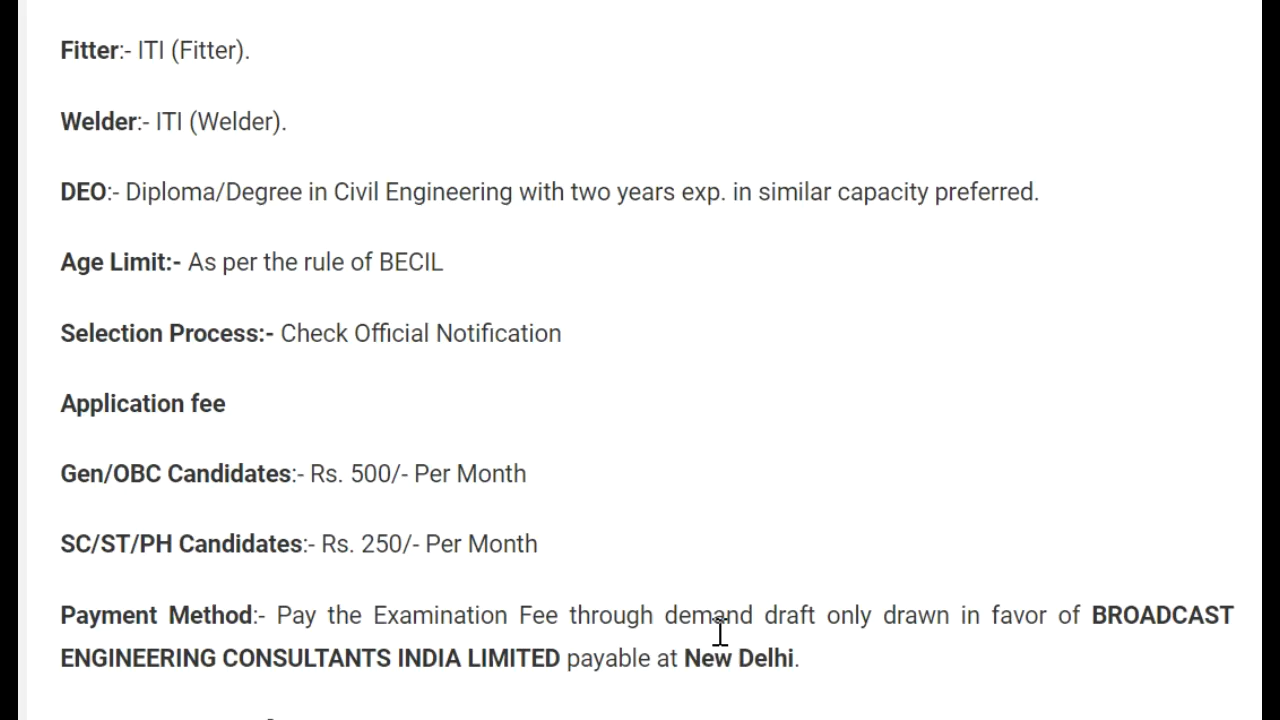 Fitter:- ITI (Fitter).
Welder:- ITI (Welder).
DEO:- Diploma/Degree in Civil Engineering with two years exp. in similar capacity preferred.
Age Limit:- As per the rule of BECIL
Selection Process:- Check Official Notification
Application fee
Gen/OBC Candidates:- Rs. 500/- Per Month
SC/ST/PH Candidates:- Rs. 250/- Per Month
Payment Method:- Pay the Examination Fee through demand draft only drawn in favor of BROADCAST
ENGINEERING CONSULTANTS INDIA LIMITED payable at New Delhi.